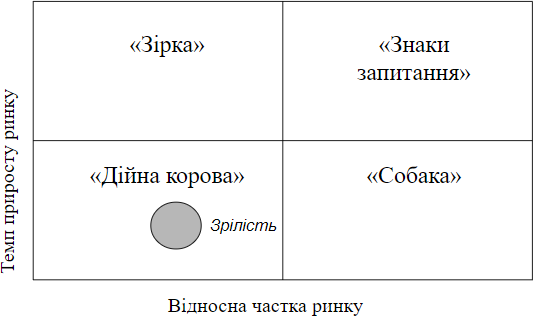 «Зірка»
«Знаки
запитання»
Темп приросту ринку
«Дійна корова»
«Собака»
Зрілість
Відносна частка ринку